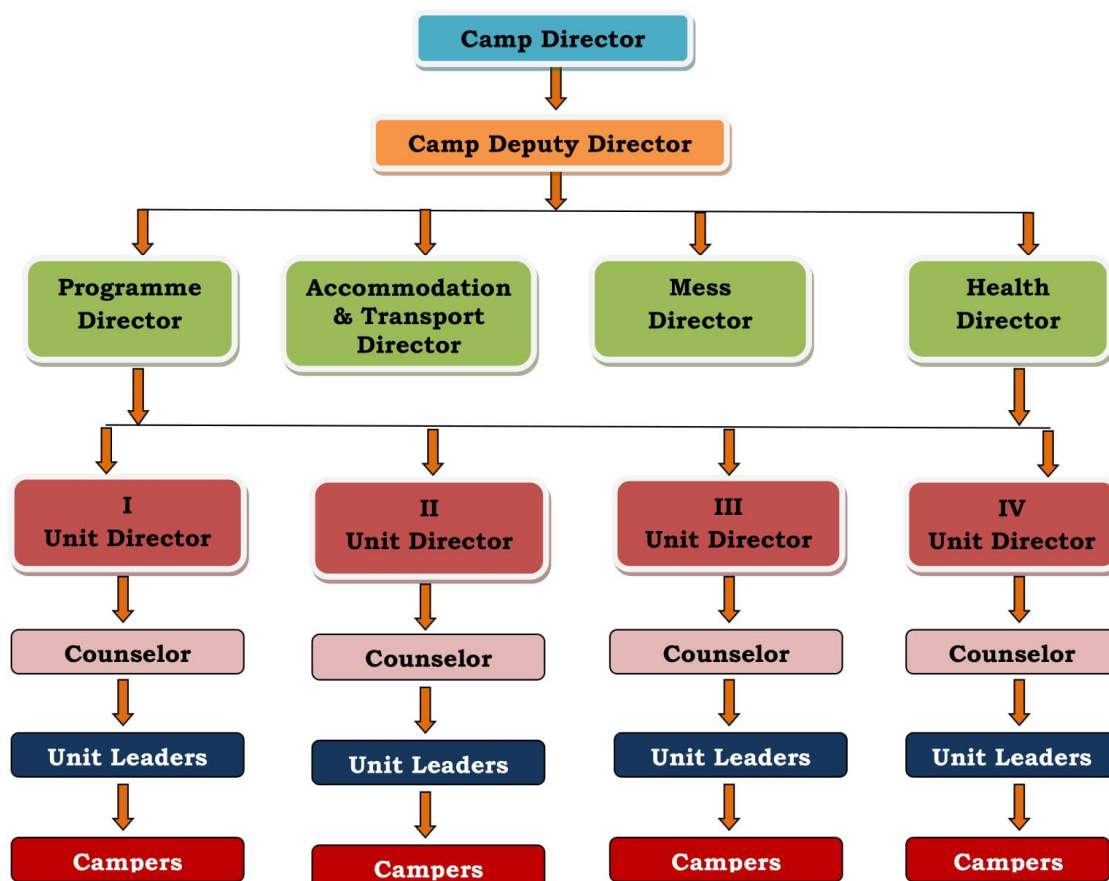 Camp Director
Camp Deputy Director
Programme
Director
Accommodation
& Transport
Director
Mess
Director
Health
Director
I
Unit Director
II
Unit Director
III
Unit Director
IV
Unit Director
Counselor
Counselor
Counselor
Counselor
Unit Leaders
Unit Leaders
Unit Leaders
Unit Leaders
Campers
Campers
Campers
Campers